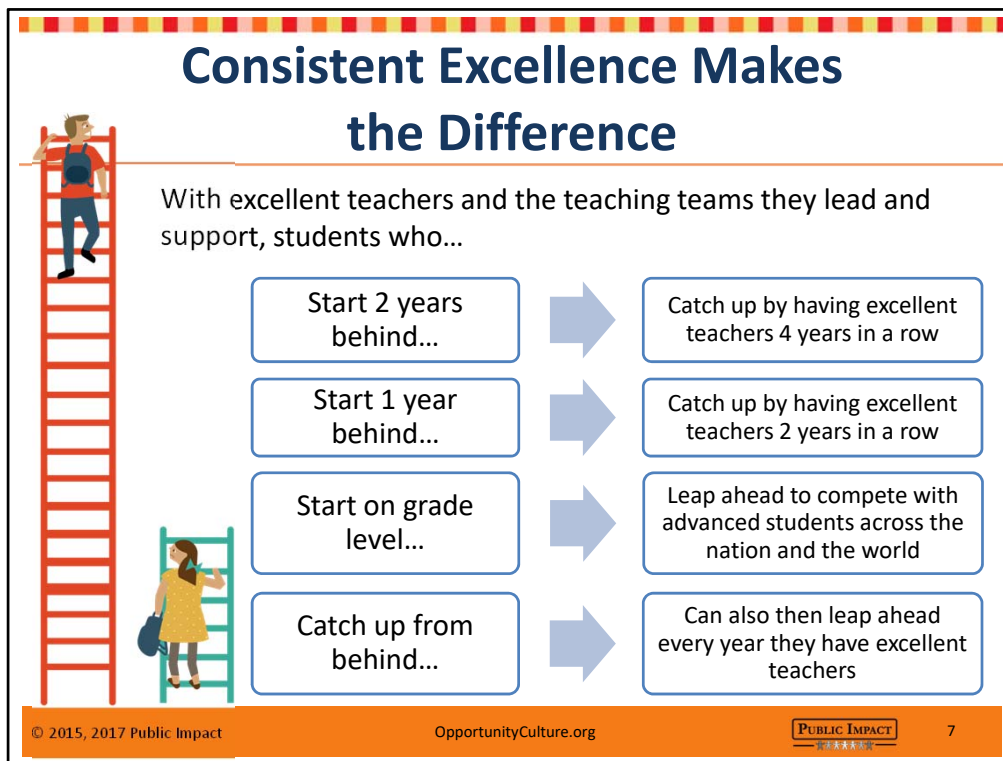 Consistent Excellence Makes
the Difference
With excellent teachers and the teaching teams they lead and
support, students who…
Start 2 years
behind…
Catch up by having excellent
teachers 4 years in a row
Start 1 year
behind…
Catch up by having excellent
teachers 2 years in a row
Start on grade
level…
Leap ahead to compete with
advanced students across the
nation and the world
Catch up from
behind…
Can also then leap ahead
every year they have excellent
teachers
© 2015, 2017 Public Impact
OpportunityCulture.org
PUBLIC IMPACT
7